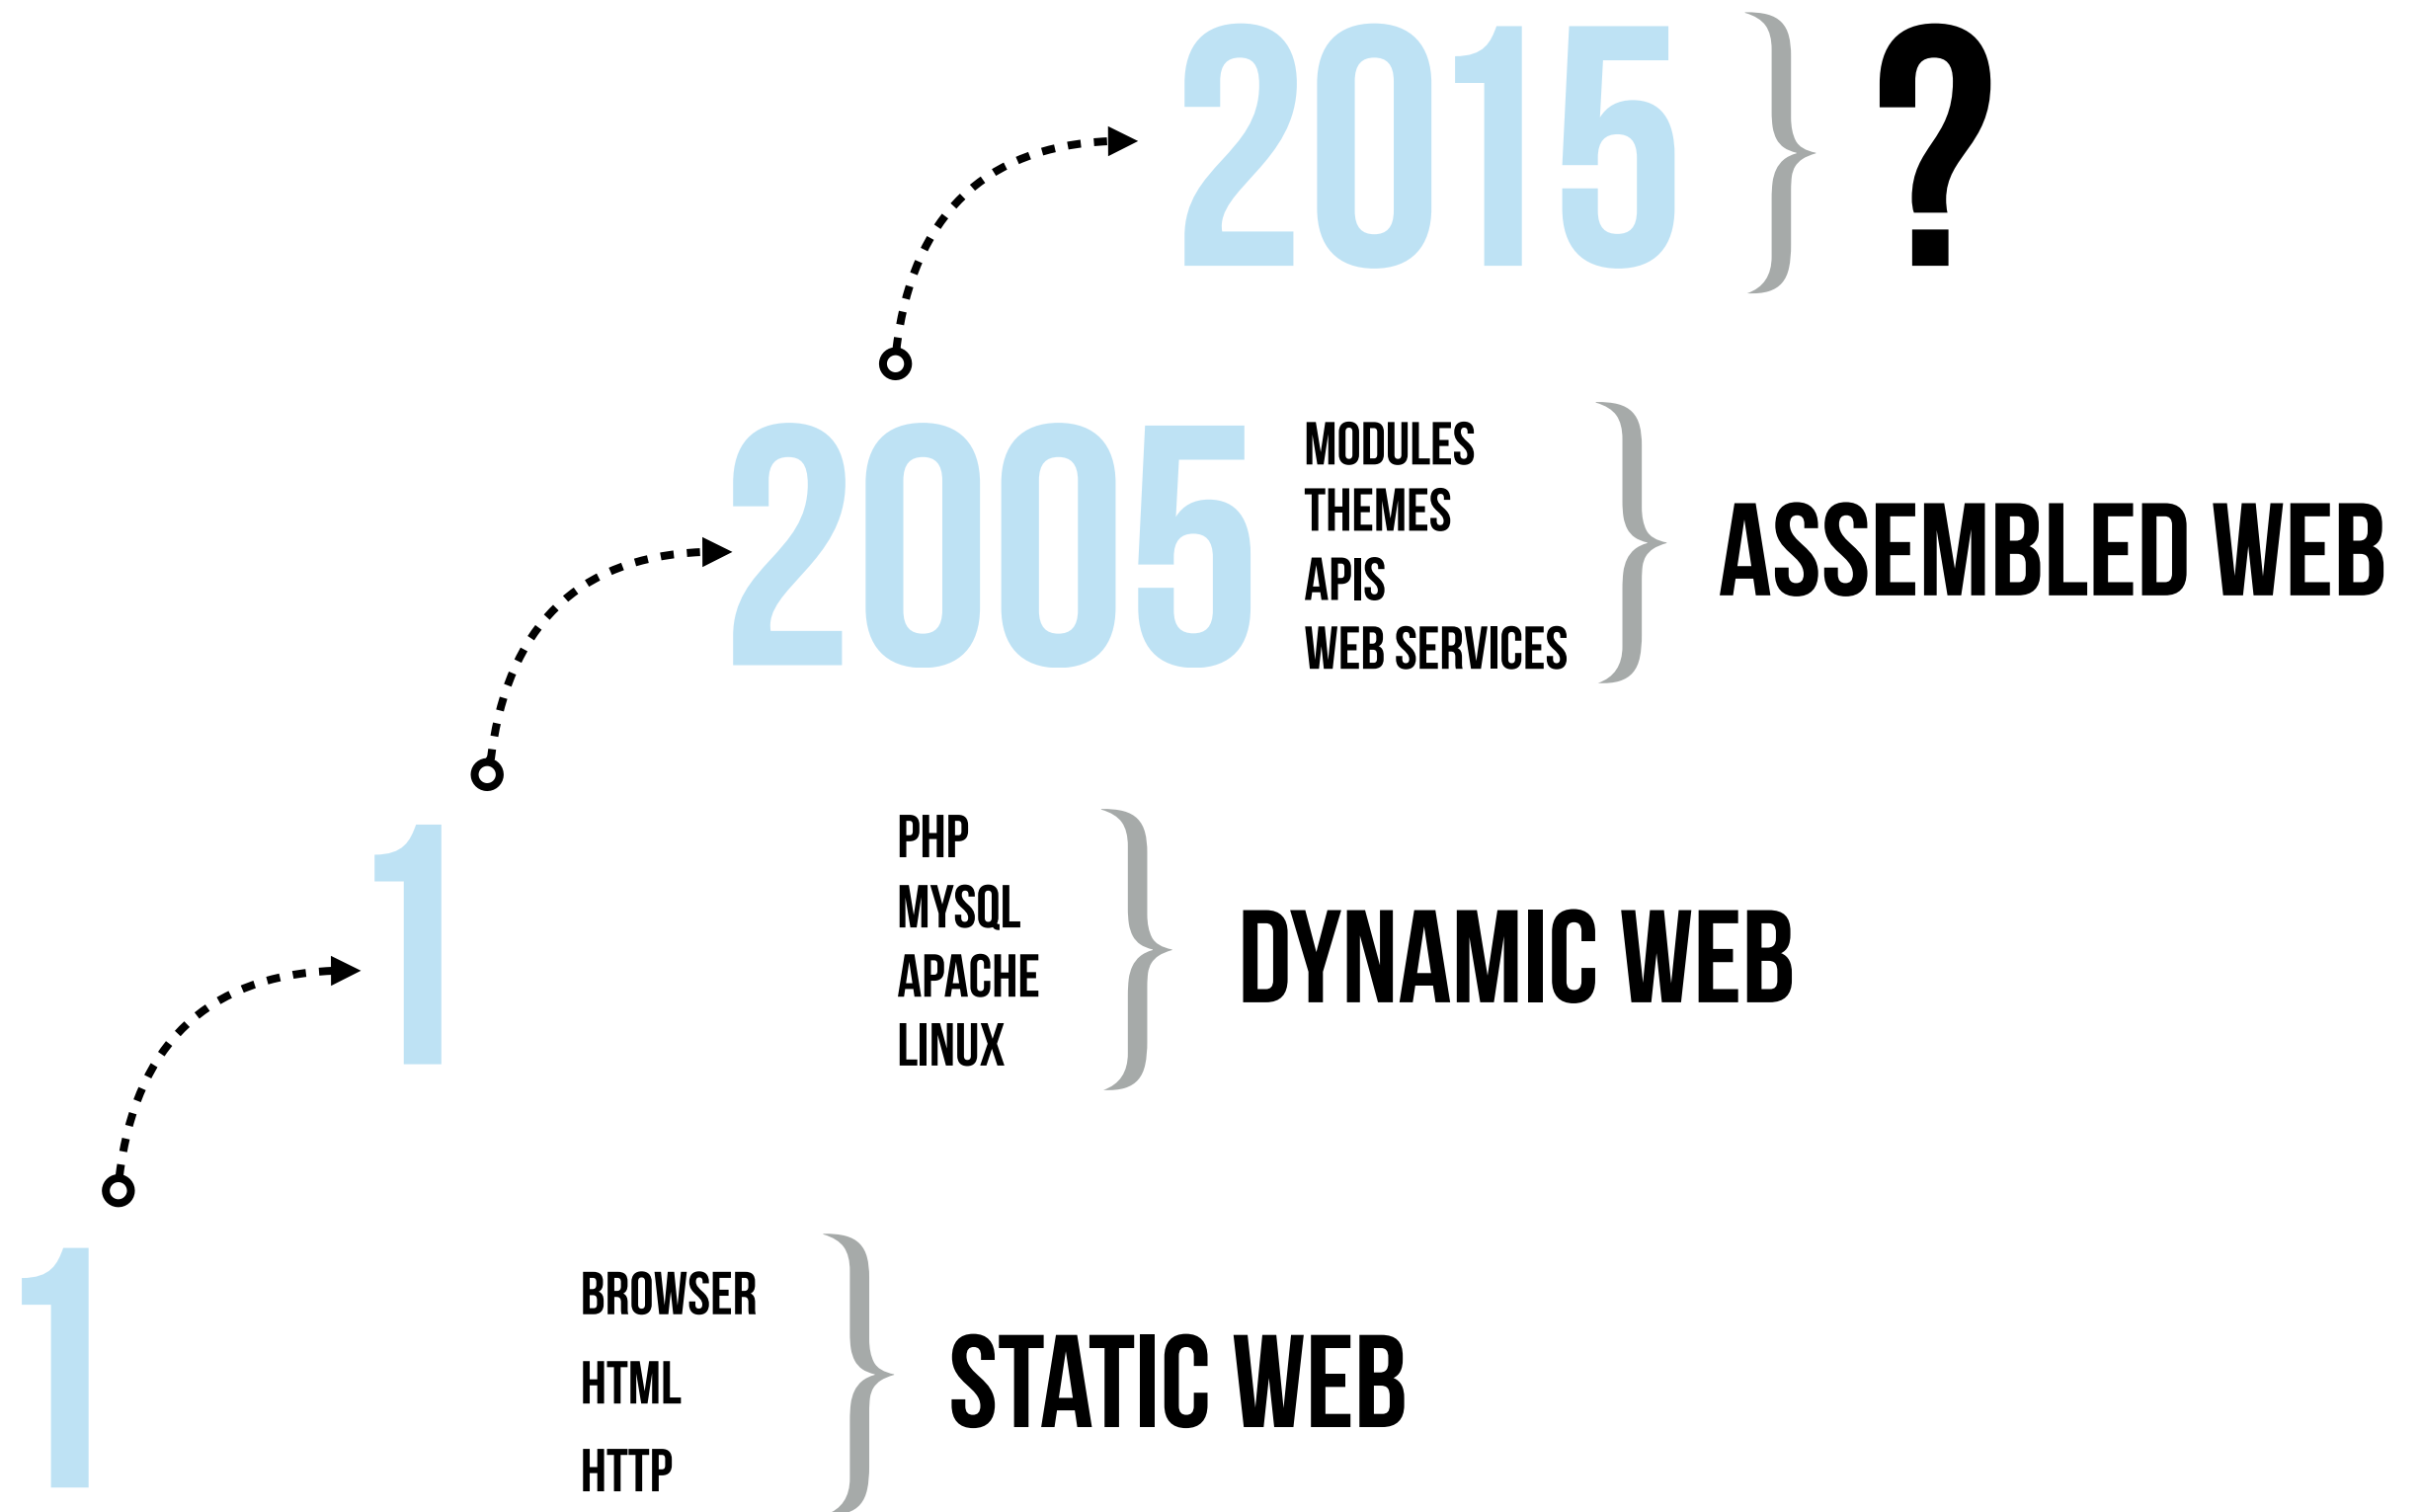 2015 } ?
2005
MODULES
THEMES
APIS
WEB SERVICES
} ASSEMBLED WEB
1
PHP
MYSQL
APACHE
LINUX
} DYNAMIC WEB
1
BROWSER
HTML
HTTP
} STATIC WEB